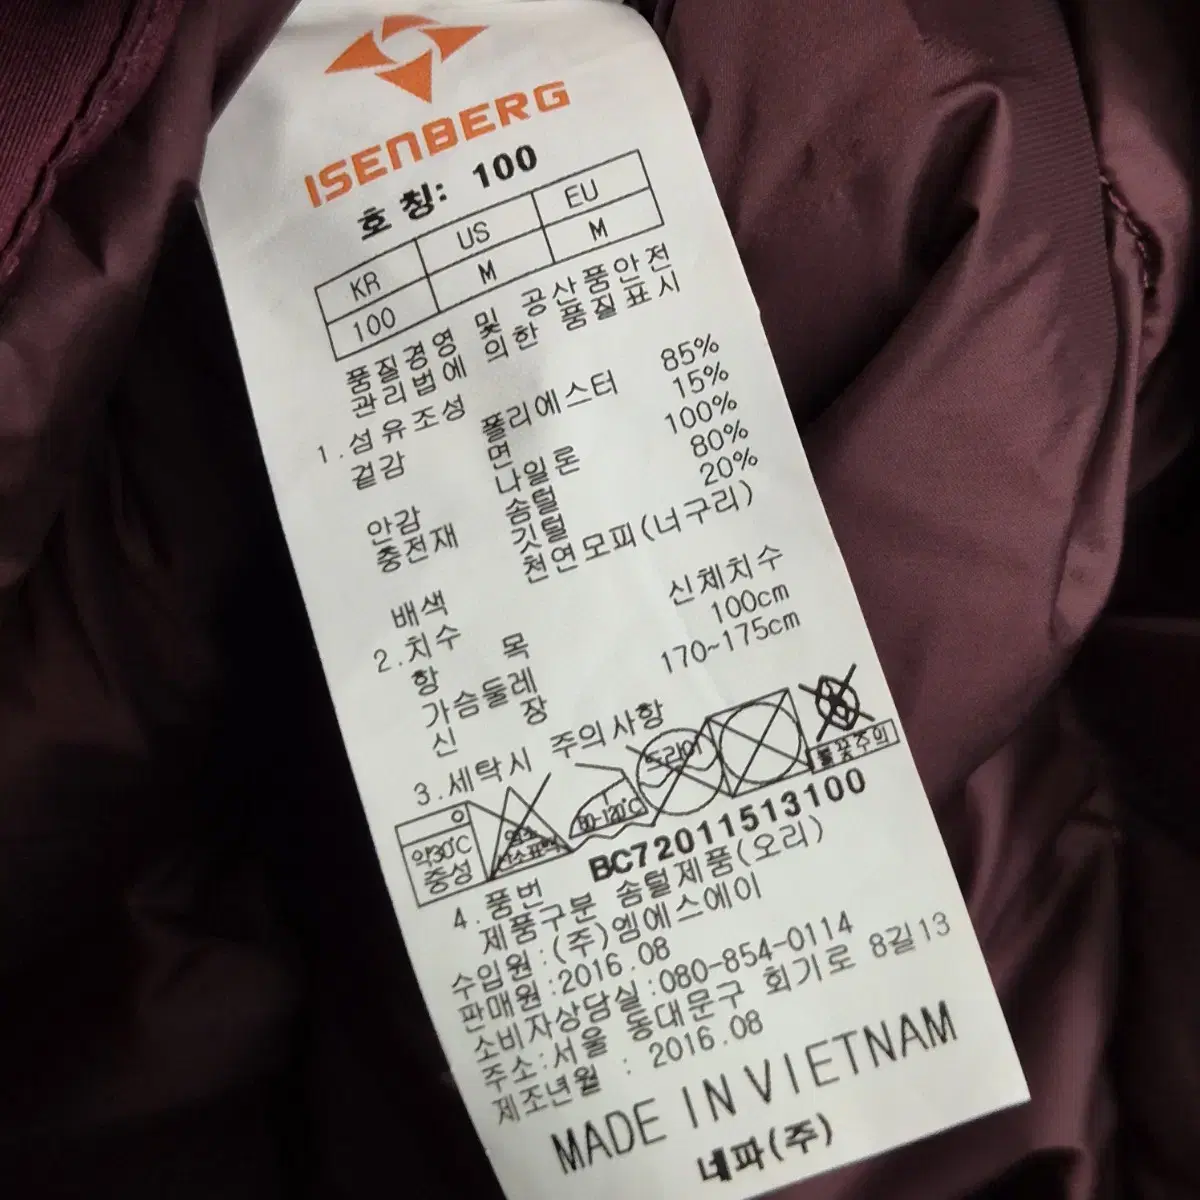 ISENBERG
호 칭: 100
KR US EU
100 M M
품질경영 및 공산품안전
관리법에 의한 품질표시
1.섬유조성
겉감 폴리에스터 85%
면 15%
안감 나일론 100%
충전재 솜털 80%
깃털 20%
배색 천연모피(너구리)
2.치수
항 목 신체치수
가슴둘레 100cm
신 장 170~175cm
3.세탁시 주의사항
약30℃
중성
염소
산소표백
80-120℃
드라이
불꽃주의
4.품번 BC72011513100
제품구분 솜털제품(오리)
수입원:(주)엠에스에이
판매원:2016.08
소비자상담실:080-854-0114
주소:서울 동대문구 회기로 8길13
제조년월 : 2016.08
MADE IN VIETNAM
네파(주)